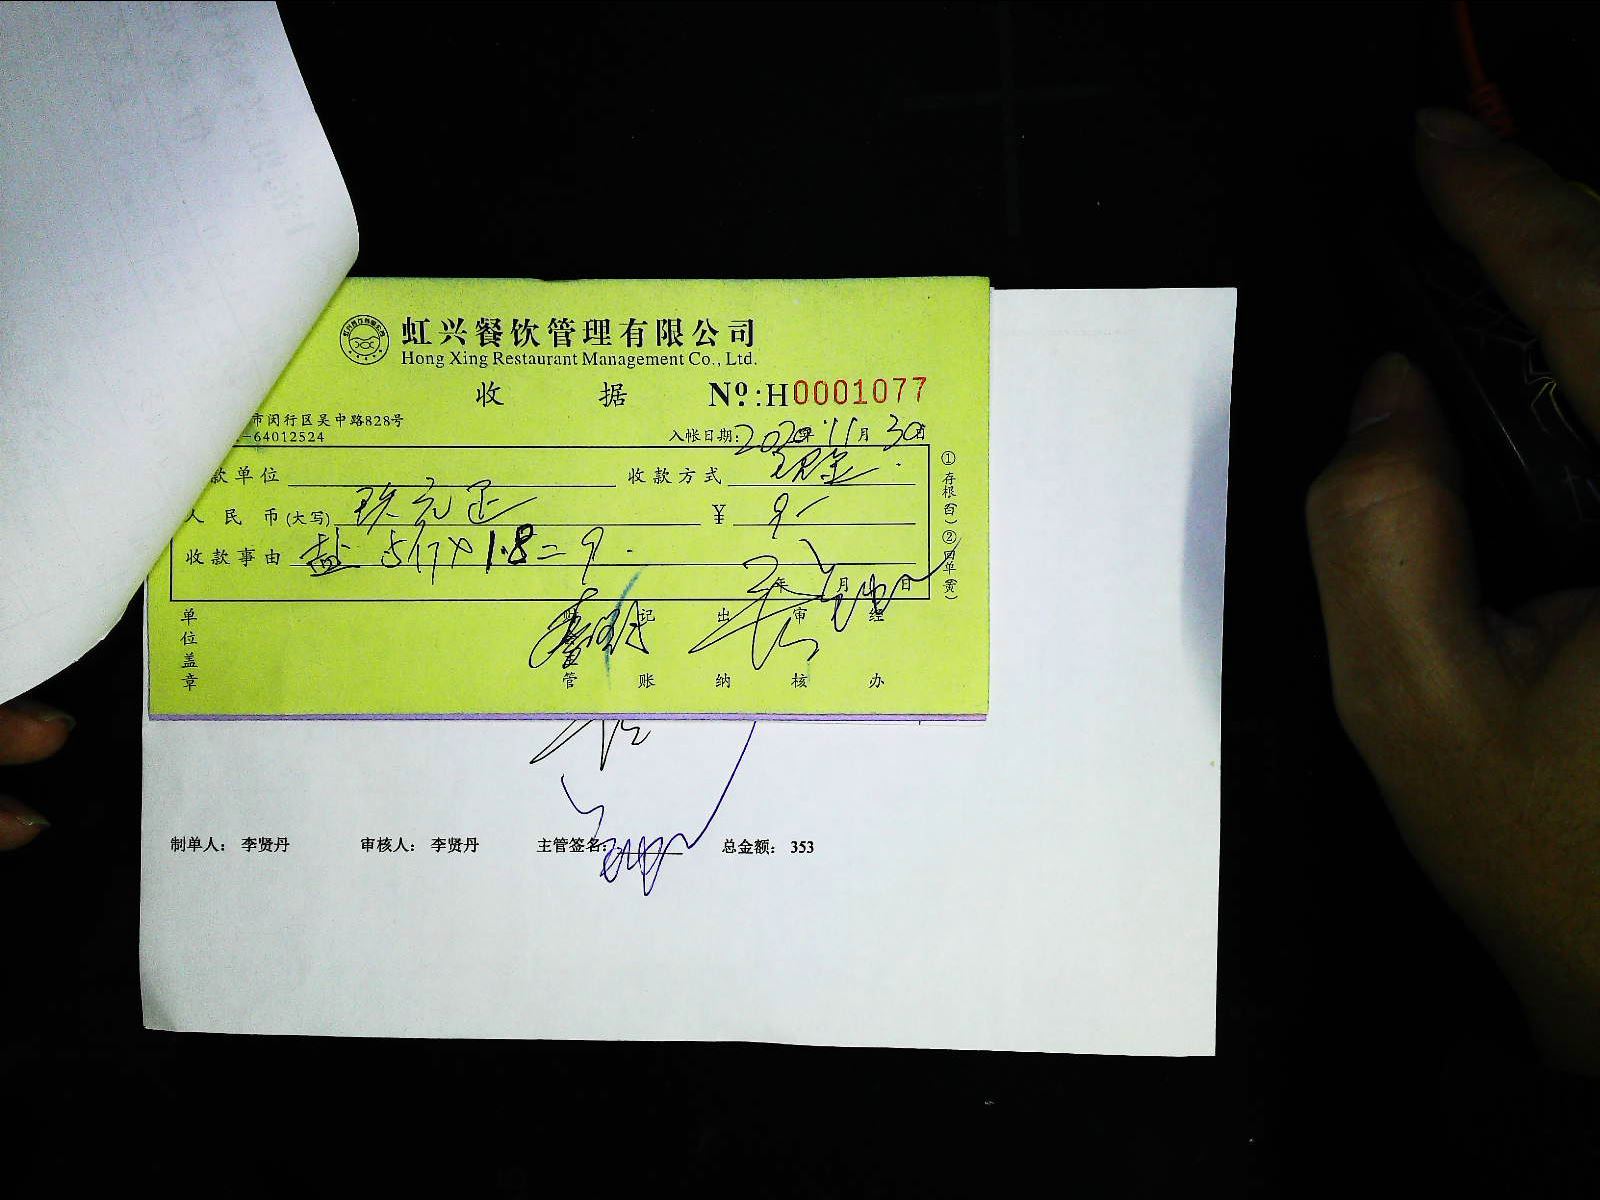 虹兴餐饮管理有限公司
Hong Xing Restaurant Management Co., Ltd.
收 据 Nº:H0001077
市闵行区吴中路828号
-64012524
入帐日期:2020年11月30日
款单位 收款方式 现金
人民币(大写) 玖元正 ¥ 9
收款事由 盐 5斤×1.8=9
年 月 日
①存根(白)②回单(黄)
单位盖章
记账 出纳 审核 经办
制单人: 李贤丹 审核人: 李贤丹 主管签名: 总金额: 353